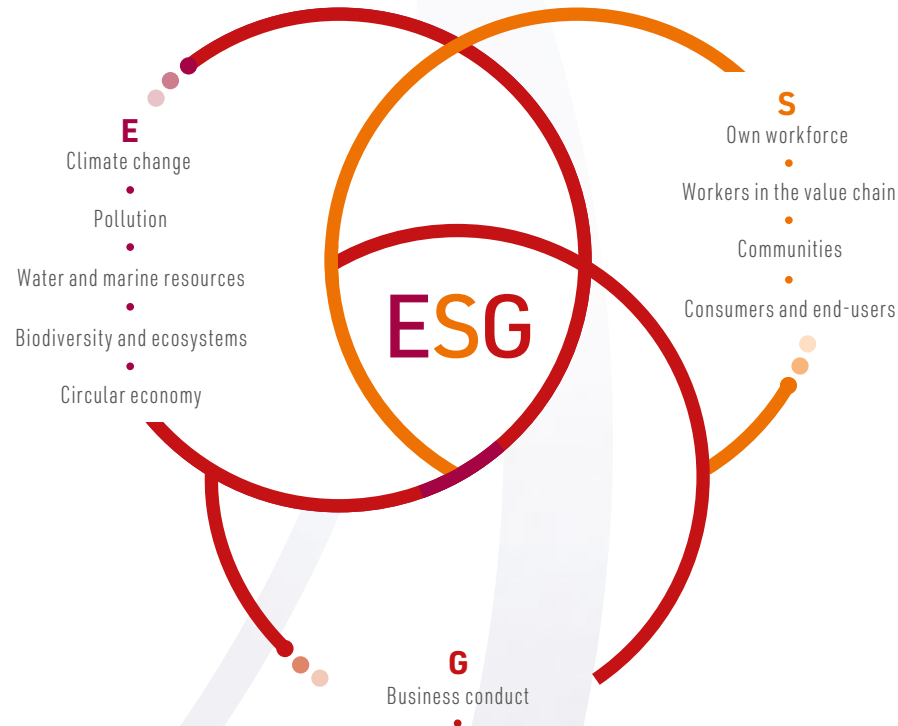 E
Climate change
Pollution
Water and marine resources
Biodiversity and ecosystems
Circular economy
S
Own workforce
Workers in the value chain
Communities
Consumers and end-users
ESG
G
Business conduct